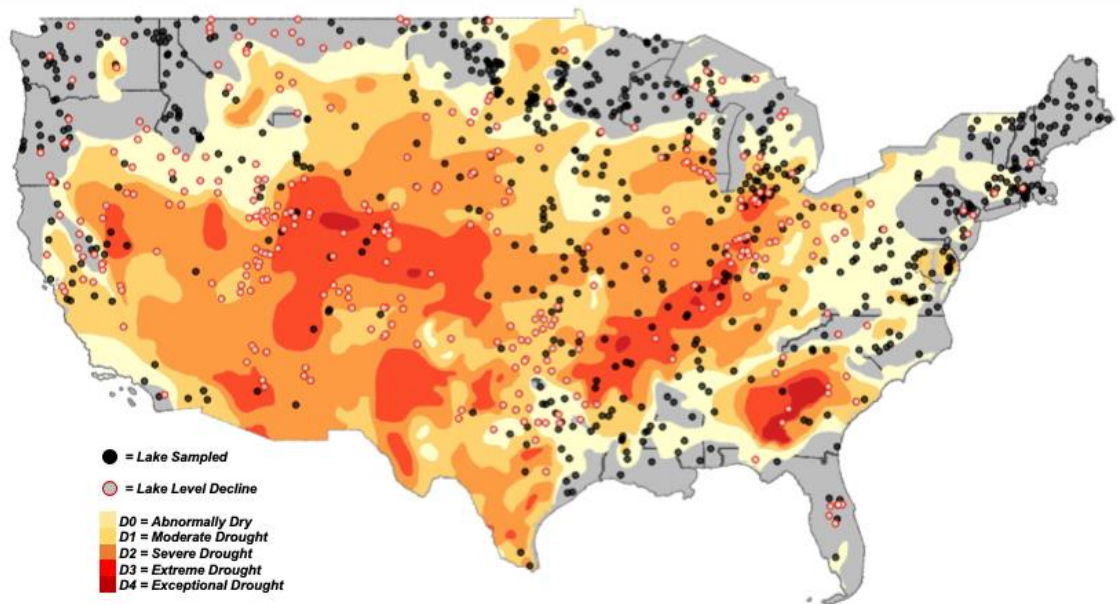 = Lake Sampled
= Lake Level Decline
D0 = Abnormally Dry
D1 = Moderate Drought
D2 = Severe Drought
D3 = Extreme Drought
D4 = Exceptional Drought